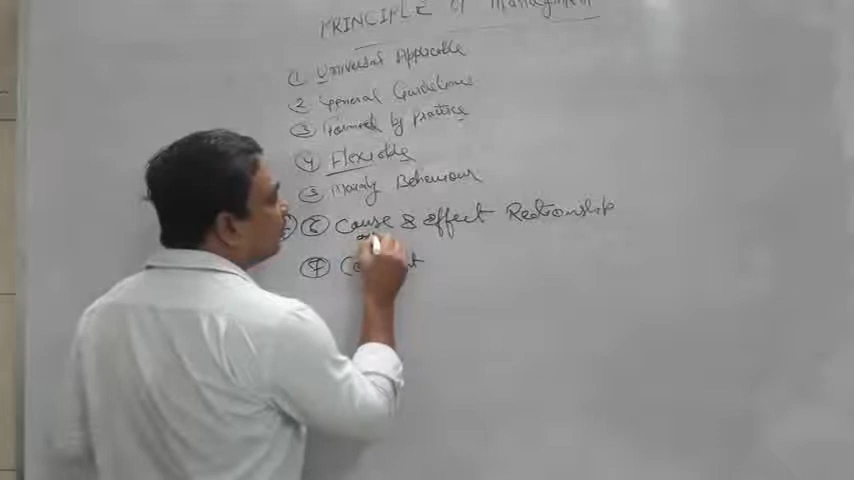 PRINCIPLE of Management
① Universal Applicable
② General Guidelines
③ Formed by practice
④ Flexible
⑤ Mainly Behaviour
⑥ Cause & effect Relationship
⑦